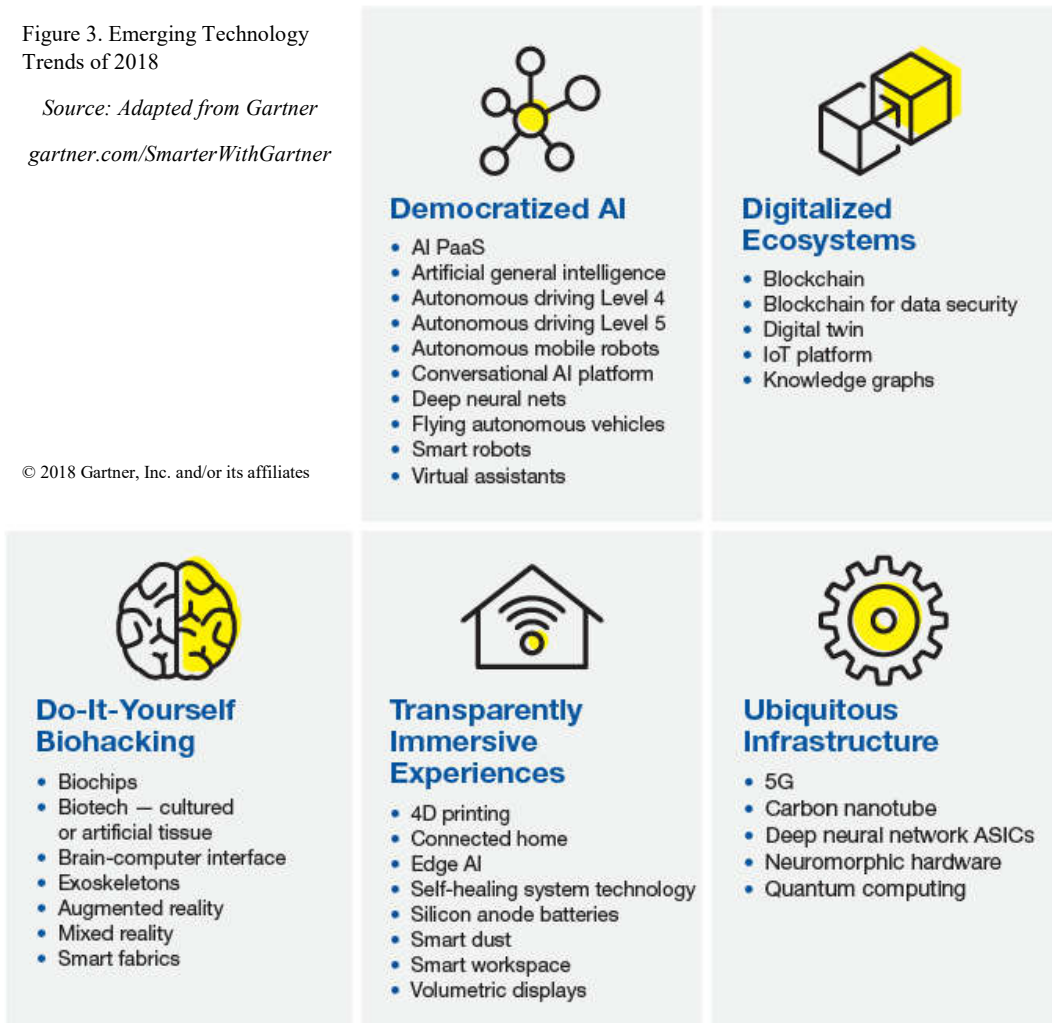 Figure 3. Emerging Technology
Trends of 2018
Source: Adapted from Gartner
gartner.com/SmarterWithGartner
© 2018 Gartner, Inc. and/or its affiliates
Democratized AI
• AI PaaS
• Artificial general intelligence
• Autonomous driving Level 4
• Autonomous driving Level 5
• Autonomous mobile robots
• Conversational AI platform
• Deep neural nets
• Flying autonomous vehicles
• Smart robots
• Virtual assistants
Digitalized
Ecosystems
• Blockchain
• Blockchain for data security
• Digital twin
• IoT platform
• Knowledge graphs
Do-It-Yourself
Biohacking
• Biochips
• Biotech — cultured
or artificial tissue
• Brain-computer interface
• Exoskeletons
• Augmented reality
• Mixed reality
• Smart fabrics
Transparently
Immersive
Experiences
• 4D printing
• Connected home
• Edge AI
• Self-healing system technology
• Silicon anode batteries
• Smart dust
• Smart workspace
• Volumetric displays
Ubiquitous
Infrastructure
• 5G
• Carbon nanotube
• Deep neural network ASICs
• Neuromorphic hardware
• Quantum computing